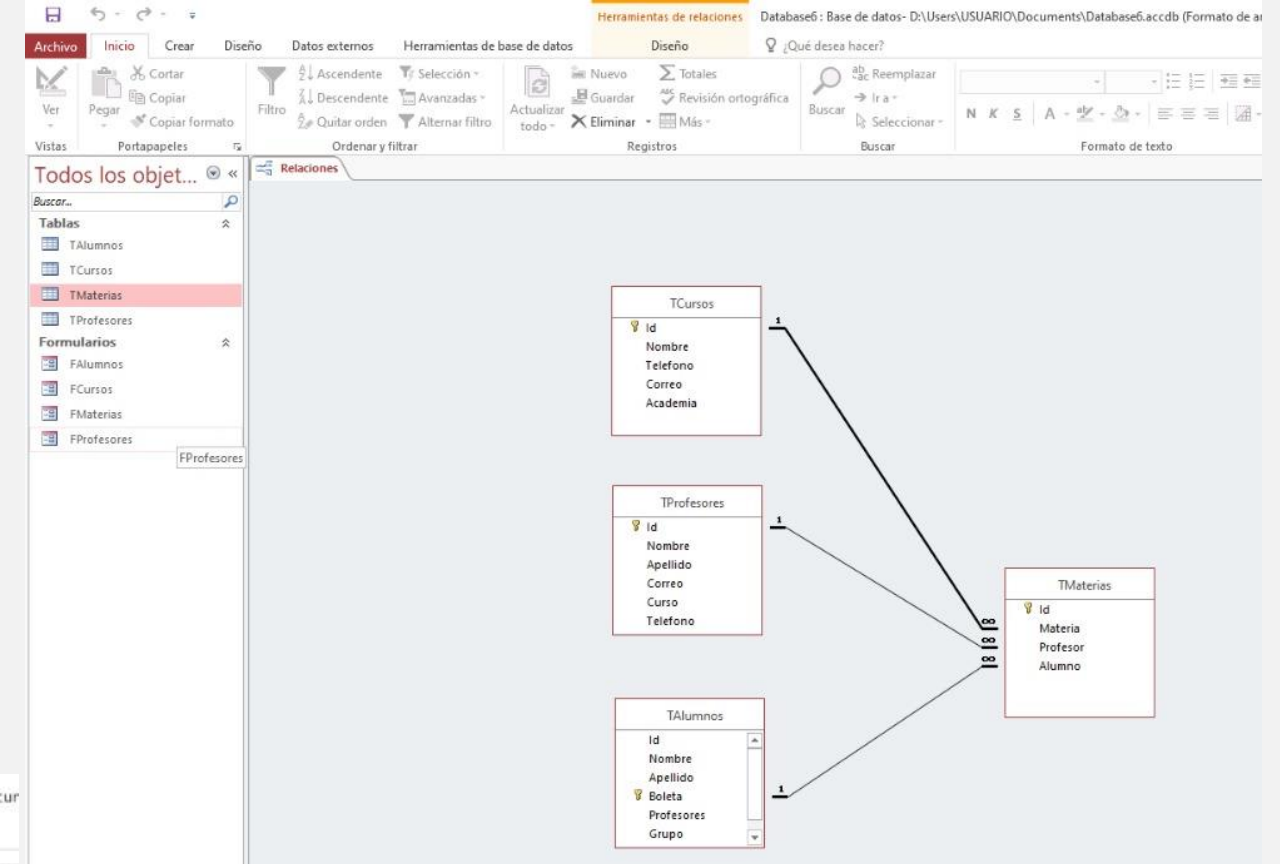 Herramientas de relaciones Database6 : Base de datos- D:\Users\USUARIO\Documents\Database6.accdb (Formato de ar
Archivo Inicio Crear Diseño Datos externos Herramientas de base de datos Diseño ¿Qué desea hacer?
Ver
Pegar
Cortar
Copiar
Copiar formato
Filtro
Ascendente
Descendente
Quitar orden
Selección
Avanzadas
Alternar filtro
Actualizar todo
Nuevo
Guardar
Eliminar
Totales
Revisión ortográfica
Más
Buscar
Reemplazar
Ir a
Seleccionar
N K S A
Vistas Portapapeles Ordenar y filtrar Registros Buscar Formato de texto
Todos los objet...
Buscar...
Tablas
TAlumnos
TCursos
TMaterias
TProfesores
Formularios
FAlumnos
FCursos
FMaterias
FProfesores
FProfesores
Relaciones
TCursos
Id
Nombre
Telefono
Correo
Academia
1
TProfesores
Id
Nombre
Apellido
Correo
Curso
Telefono
1
TAlumnos
Id
Nombre
Apellido
Boleta
Profesores
Grupo
1
TMaterias
Id
Materia
Profesor
Alumno
∞
∞
∞